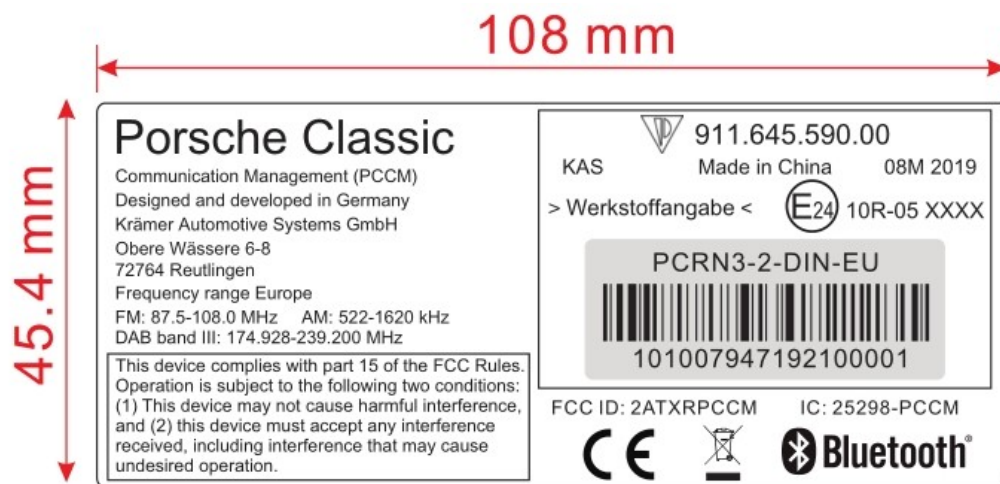 108 mm
45.4 mm
Porsche Classic
Communication Management (PCCM)
Designed and developed in Germany
Krämer Automotive Systems GmbH
Obere Wässere 6-8
72764 Reutlingen
Frequency range Europe
FM: 87.5-108.0 MHz AM: 522-1620 kHz
DAB band III: 174.928-239.200 MHz
This device complies with part 15 of the FCC Rules.
Operation is subject to the following two conditions:
(1) This device may not cause harmful interference,
and (2) this device must accept any interference
received, including interference that may cause
undesired operation.
911.645.590.00
KAS Made in China 08M 2019
> Werkstoffangabe < E24 10R-05 XXXX
PCRN3-2-DIN-EU
101007947192100001
FCC ID: 2ATXRPCCM IC: 25298-PCCM
CE Bluetooth®